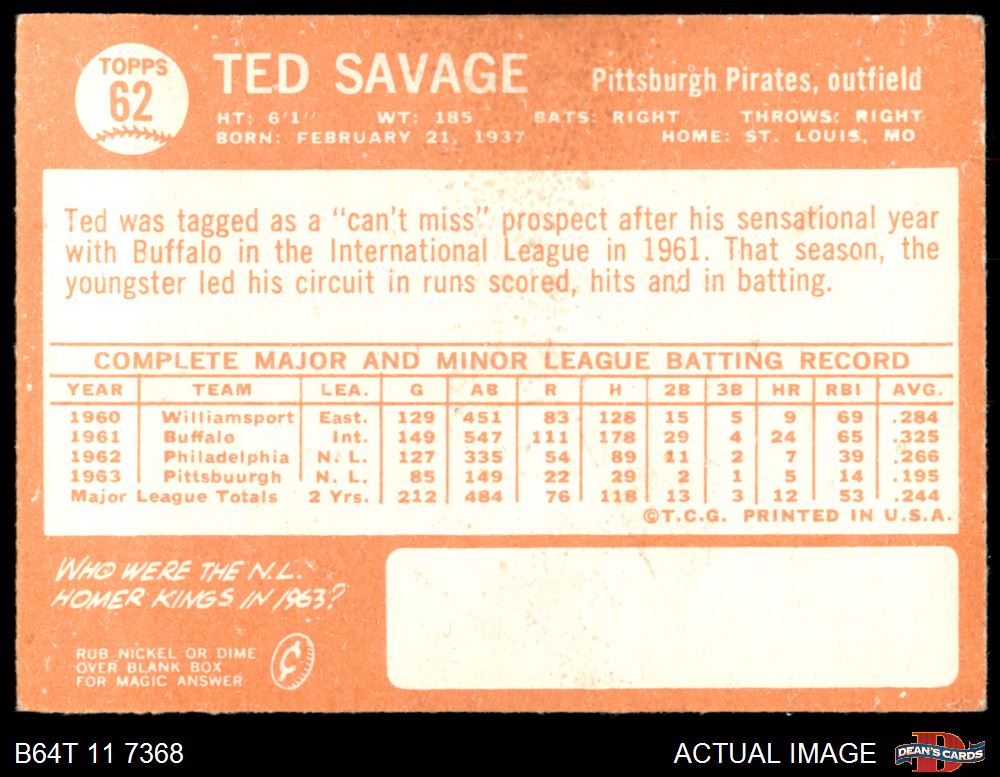 TOPPS
62
TED SAVAGE
Pittsburgh Pirates, outfield
HT: 6'1" WT: 185 BATS: RIGHT THROWS: RIGHT
BORN: FEBRUARY 21, 1937 HOME: ST. LOUIS, MO
Ted was tagged as a "can't miss" prospect after his sensational year
with Buffalo in the International League in 1961. That season, the
youngster led his circuit in runs scored, hits and in batting.
COMPLETE MAJOR AND MINOR LEAGUE BATTING RECORD
YEAR TEAM LEA. G AB R H 2B 3B HR RBI AVG.
1960 Williamsport East. 129 451 83 128 15 5 9 69 .284
1961 Buffalo Int. 149 547 111 178 29 4 24 65 .325
1962 Philadelphia N. L. 127 335 54 89 11 2 7 39 .266
1963 Pittsbuurgh N. L. 85 149 22 29 2 1 5 14 .195
Major League Totals 2 Yrs. 212 484 76 118 13 3 12 53 .244
©T.C.G. PRINTED IN U.S.A.
WHO WERE THE N.L.
HOMER KINGS IN 1963?
RUB NICKEL OR DIME
OVER BLANK BOX
FOR MAGIC ANSWER
B64T 11 7368
ACTUAL IMAGE
D
DEAN'S CARDS